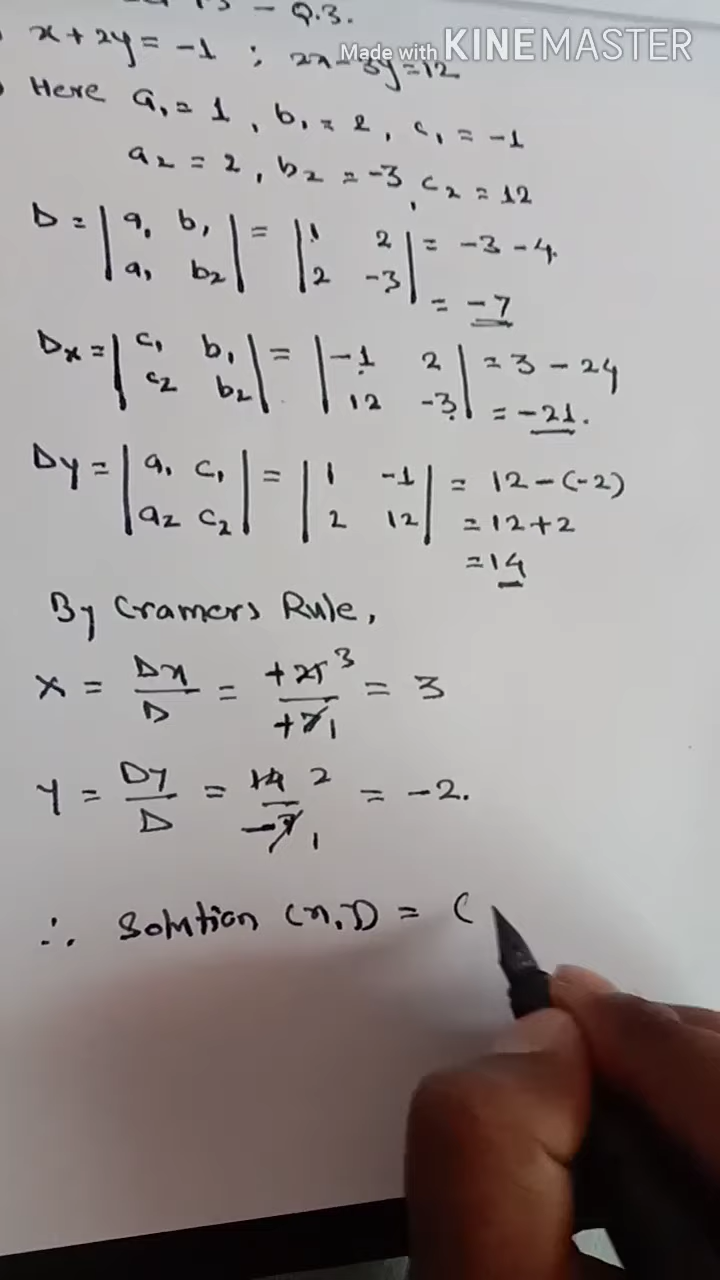 - Q.3.
x + 2y = -1 ; 2x - 3y = 12
Made with KINEMASTER
Here a₁ = 1 , b₁ = 2 , c₁ = -1
a₂ = 2 , b₂ = -3 , c₂ = 12
D = | a₁ b₁ | = | 1 2 | = -3 - 4
| a₁ b₂ | | 2 -3 |
= -7
Dx = | c₁ b₁ | = | -1 2 | = 3 - 24
| c₂ b₂ | | 12 -3 | = -21.
Dy = | a₁ c₁ | = | 1 -1 | = 12 - (-2)
| a₂ c₂ | | 2 12 | = 12 + 2
= 14
By Cramers Rule,
x = Dx/D = +21 3/+7 1 = 3
y = Dy/D = 14 2/-7 1 = -2.
∴ Solution (x, y) = (